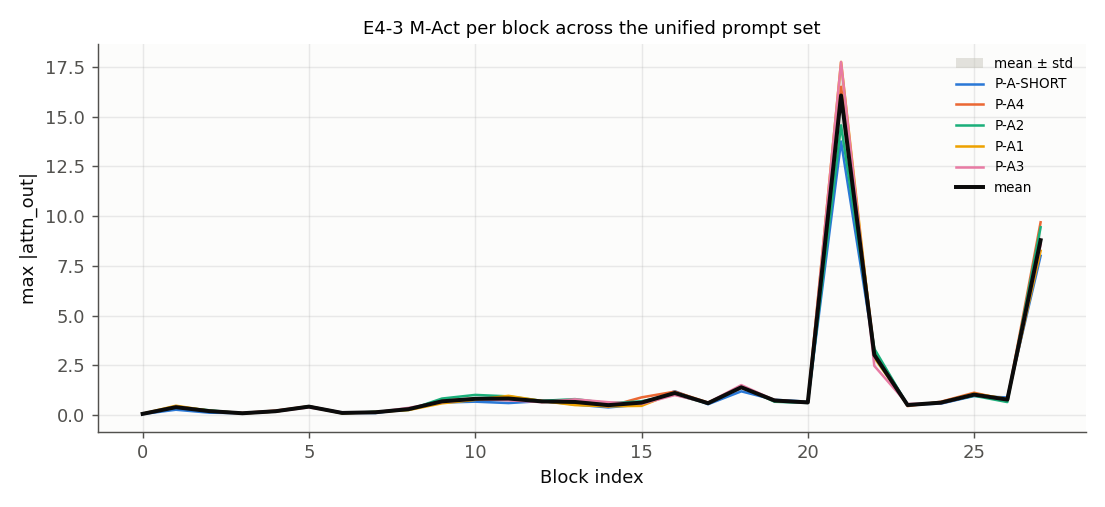 E4-3 M-Act per block across the unified prompt set
max |attn_out|
17.5
15.0
12.5
10.0
7.5
5.0
2.5
0.0
mean ± std
P-A-SHORT
P-A4
P-A2
P-A1
P-A3
mean
0 5 10 15 20 25
Block index